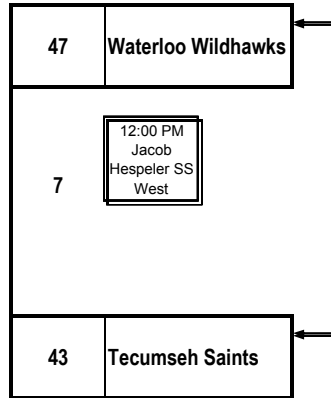 47 Waterloo Wildhawks
12:00 PM
Jacob
Hespeler SS
West
7
43 Tecumseh Saints